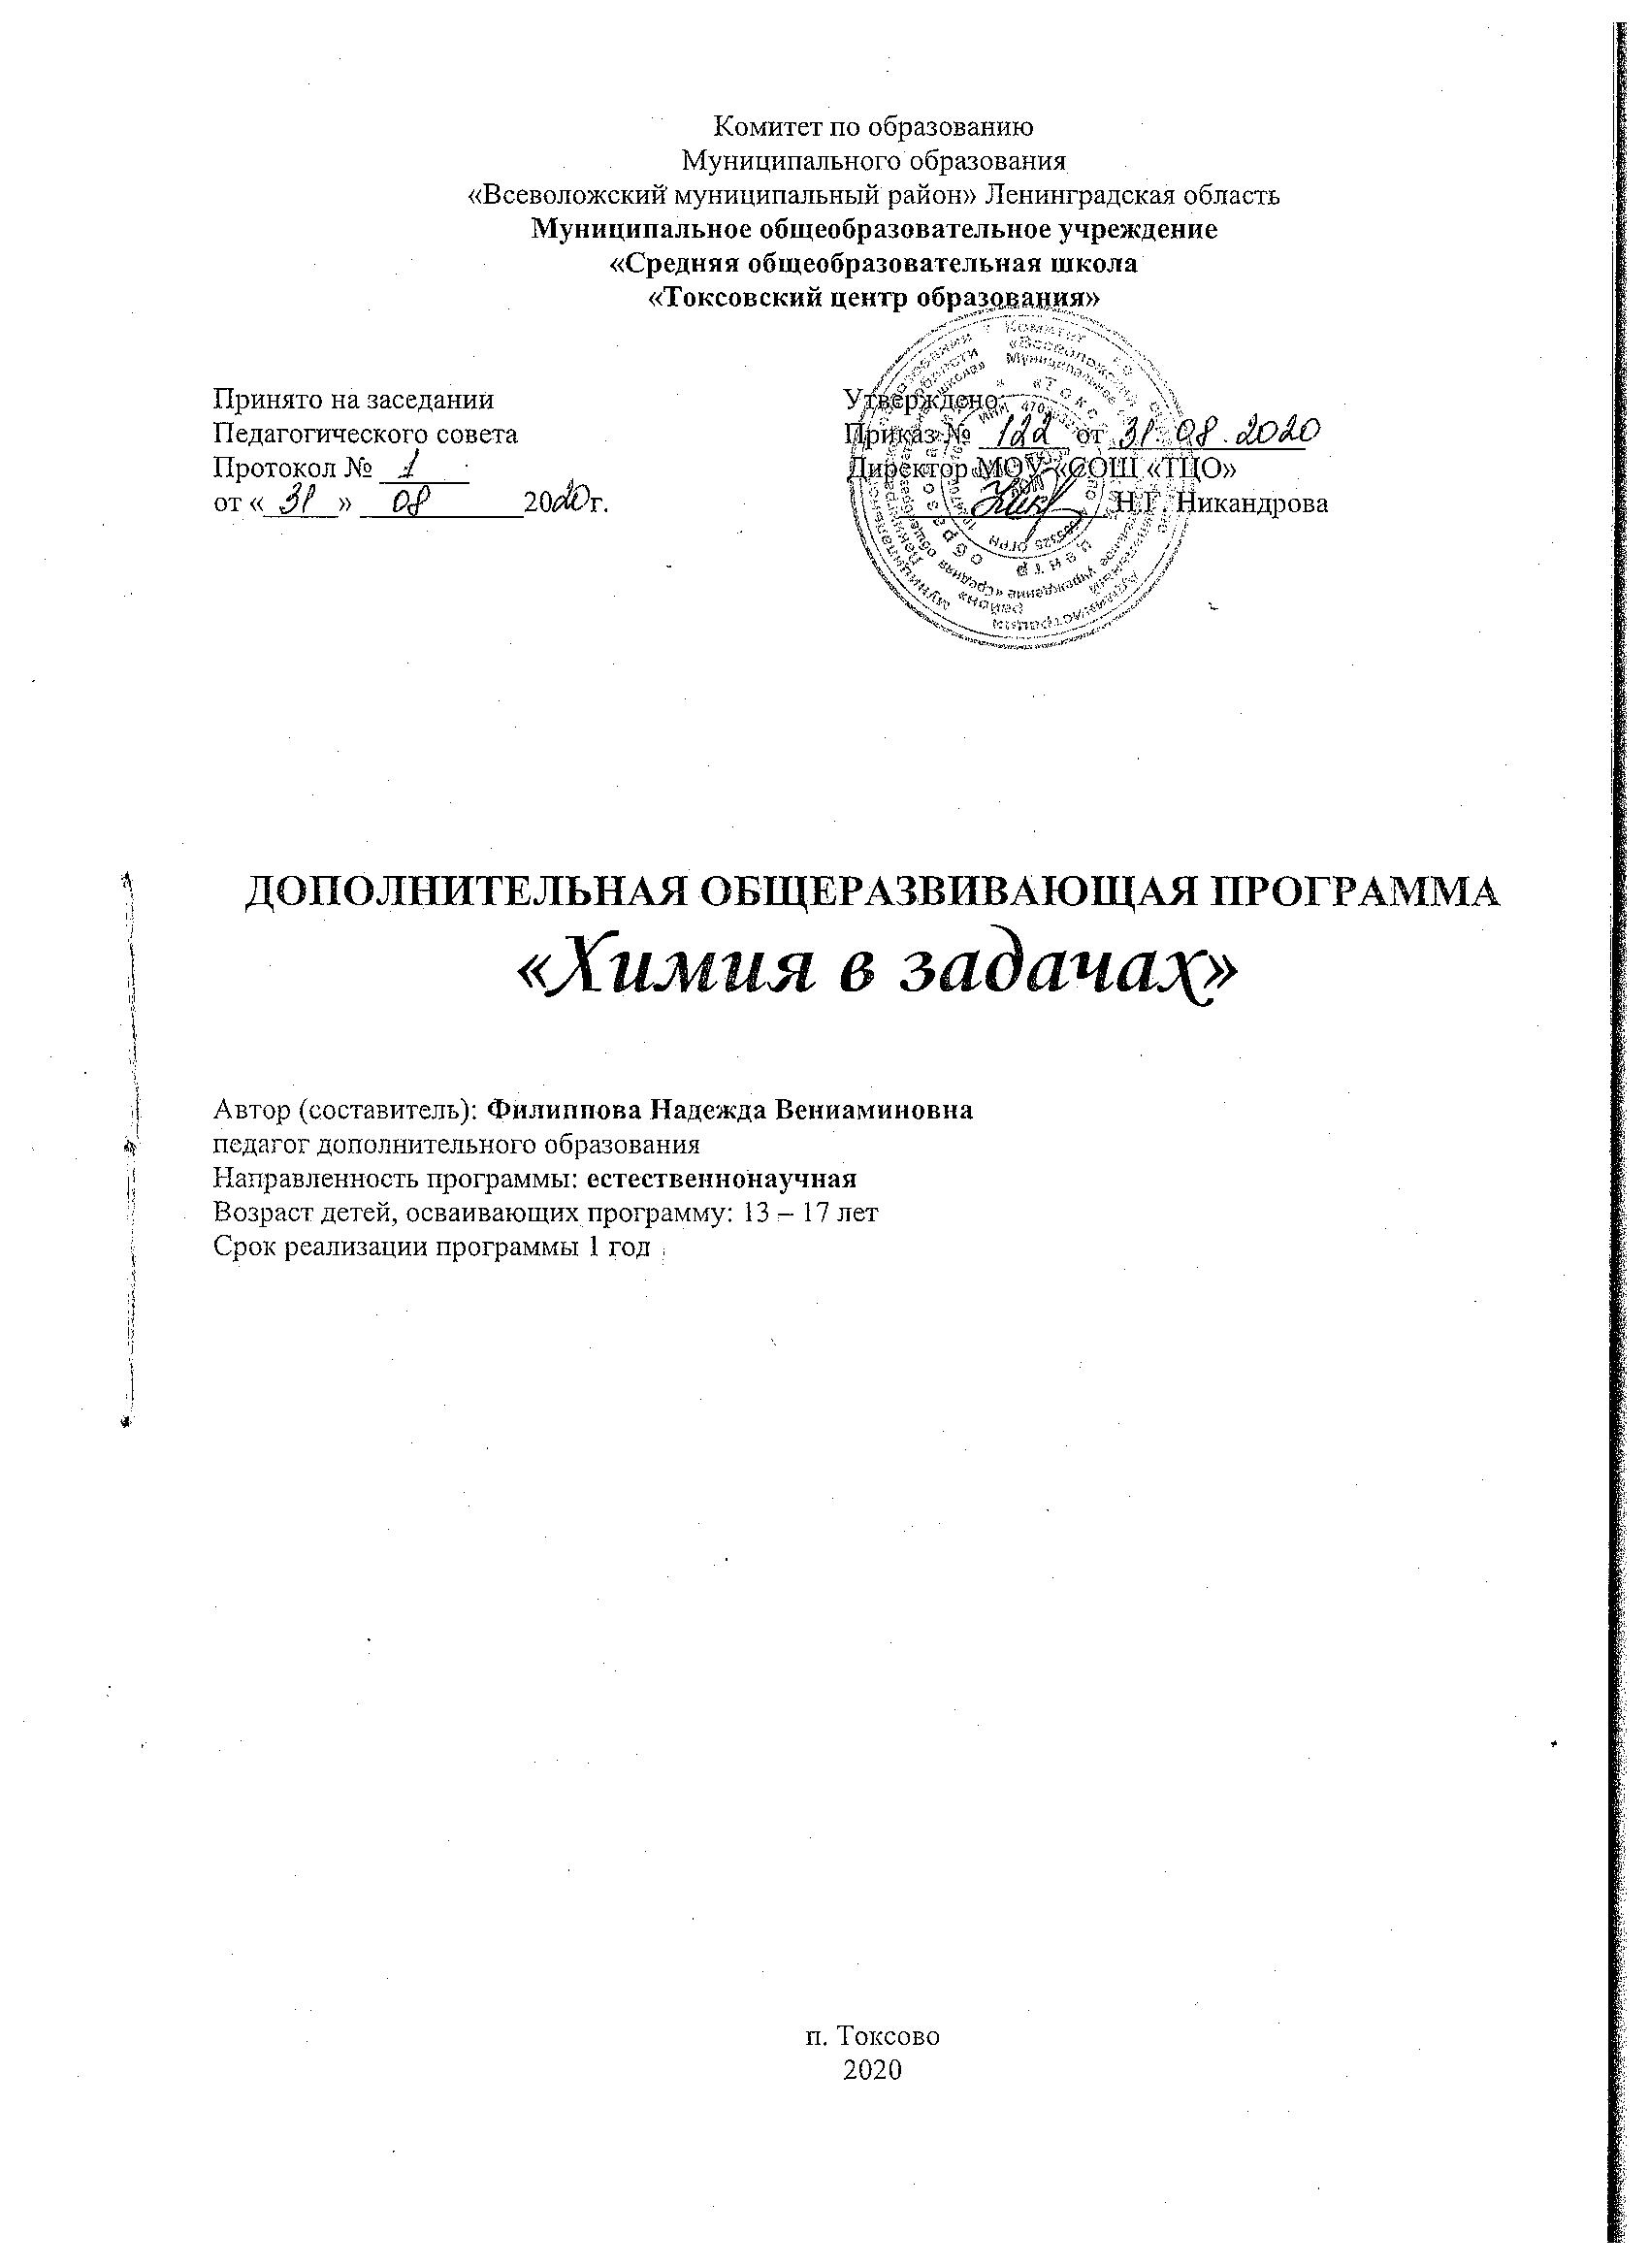 Комитет по образованию
Муниципального образования
«Всеволожский муниципальный район» Ленинградская область
Муниципальное общеобразовательное учреждение
«Средняя общеобразовательная школа
«Токсовский центр образования»
Принято на заседании
Педагогического совета
Протокол № 1
от « 31 » 08 2020г.
Утверждено:
Приказ № 122 от 31.08.2020
Директор МОУ «СОШ «ТЦО»
Н.Г. Никандрова
ДОПОЛНИТЕЛЬНАЯ ОБЩЕРАЗВИВАЮЩАЯ ПРОГРАММА
«Химия в задачах»
Автор (составитель): Филиппова Надежда Вениаминовна
педагог дополнительного образования
Направленность программы: естественнонаучная
Возраст детей, осваивающих программу: 13 – 17 лет
Срок реализации программы 1 год
п. Токсово
2020